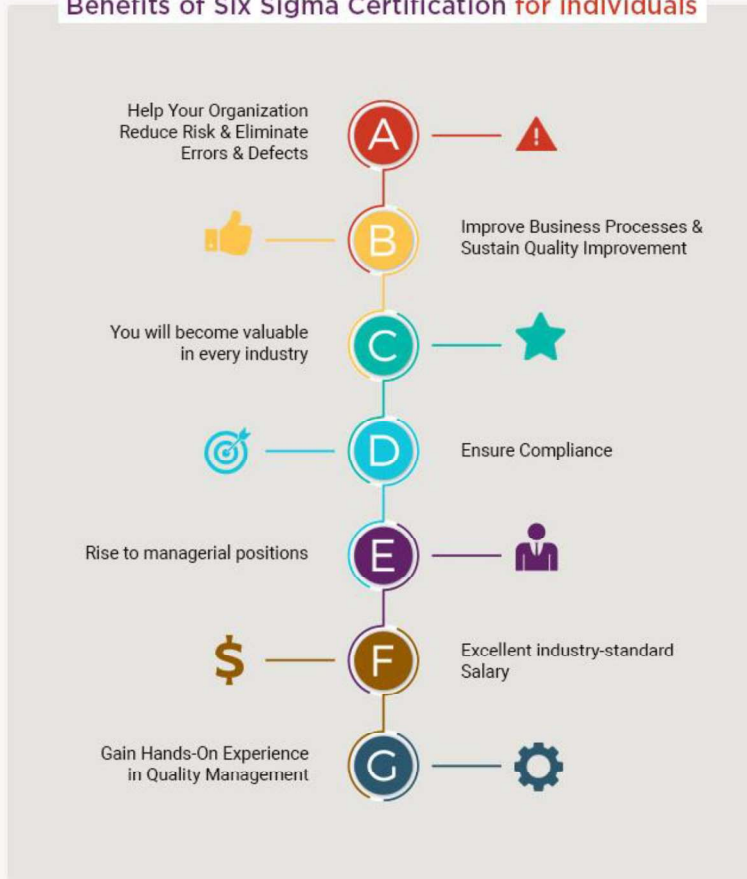 Benefits of Six Sigma Certification for Individuals
Help Your Organization
Reduce Risk & Eliminate
Errors & Defects
A
B
Improve Business Processes &
Sustain Quality Improvement
You will become valuable
in every industry
C
D
Ensure Compliance
Rise to managerial positions
E
$
F
Excellent industry-standard
Salary
Gain Hands-On Experience
in Quality Management
G